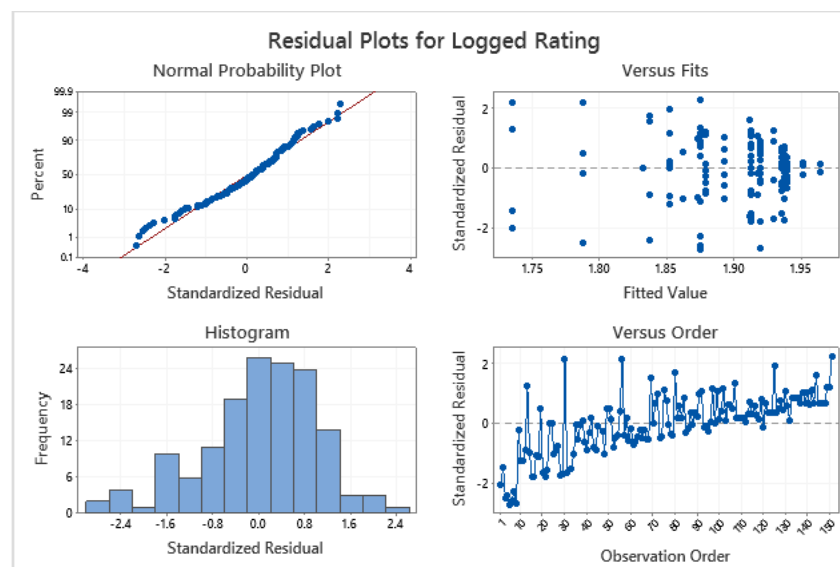 Residual Plots for Logged Rating
Normal Probability Plot
99.9
99
90
50
10
1
0.1
Percent
-4 -2 0 2 4
Standardized Residual
Versus Fits
2
0
-2
Standardized Residual
1.75 1.80 1.85 1.90 1.95
Fitted Value
Histogram
24
18
12
6
0
Frequency
-2.4 -1.6 -0.8 0.0 0.8 1.6 2.4
Standardized Residual
Versus Order
2
0
-2
Standardized Residual
1 10 20 30 40 50 60 70 80 90 100 110 120 130 140 150
Observation Order